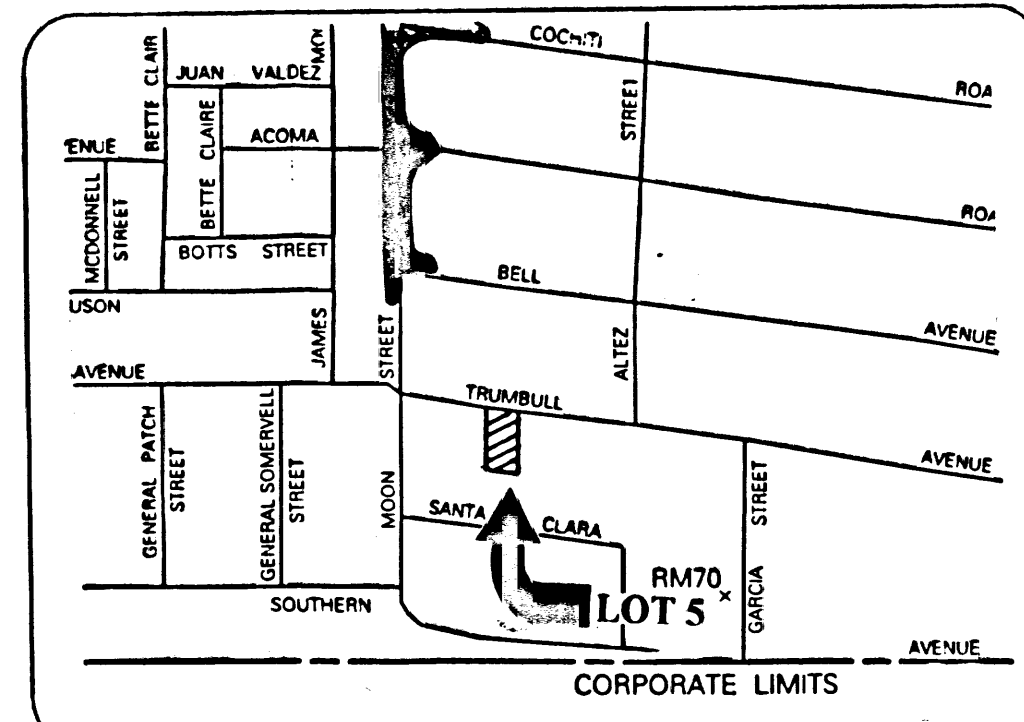 COCHITI
ROA
BETTE CLAIR
JUAN VALDEZ
MO
STREET
BETTE CLAIRE
ACOMA
ENUE
MCDONNELL
STREET
ROA
BOTTS STREET
BELL
USON
JAMES
STREET
ALTEZ
AVENUE
AVENUE
TRUMBULL
GENERAL PATCH
STREET
GENERAL SOMERVELL
STREET
MOON
AVENUE
STREET
SANTA CLARA
RM70
x
LOT 5
GARCIA
SOUTHERN
AVENUE
CORPORATE LIMITS